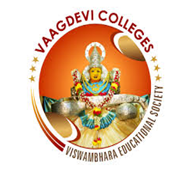 VAAGDEVI COLLEGES
VISWAMBHARA EDUCATIONAL SOCIETY